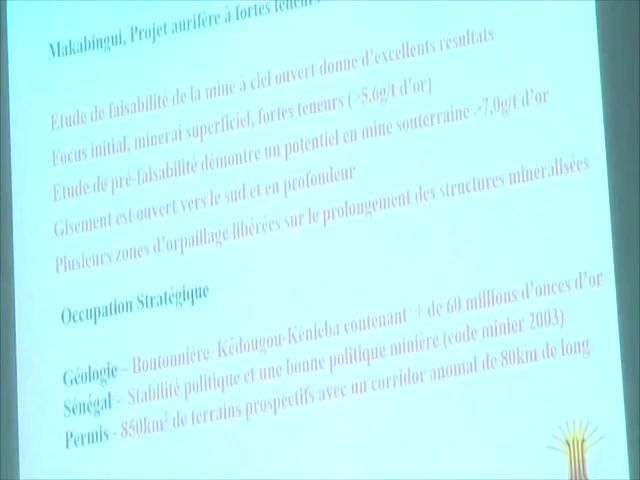 Makabingui, Projet aurifère à fortes teneurs
Etude de faisabilité de la mine à ciel ouvert donne d'excellents resultats
Focus initial, minerai superficiel, fortes teneurs (>5,6g/t d'or)
Etude de pré-faisabilité démontre un potentiel en mine souterraine >7,0g/t d'or
Gisement est ouvert vers le sud et en profondeur
Plusieurs zones d'orpaillage libérées sur le prolongement des structures minéralisées
Occupation Stratégique
Géologie – Boutonnière Kédougou-Kénieba contenant + de 60 millions d'onces d'or
Sénégal - Stabilité politique et une bonne politique minière (code minier 2003)
Permis - 850km² de terrains prospectifs avec un corridor anomal de 80km de long